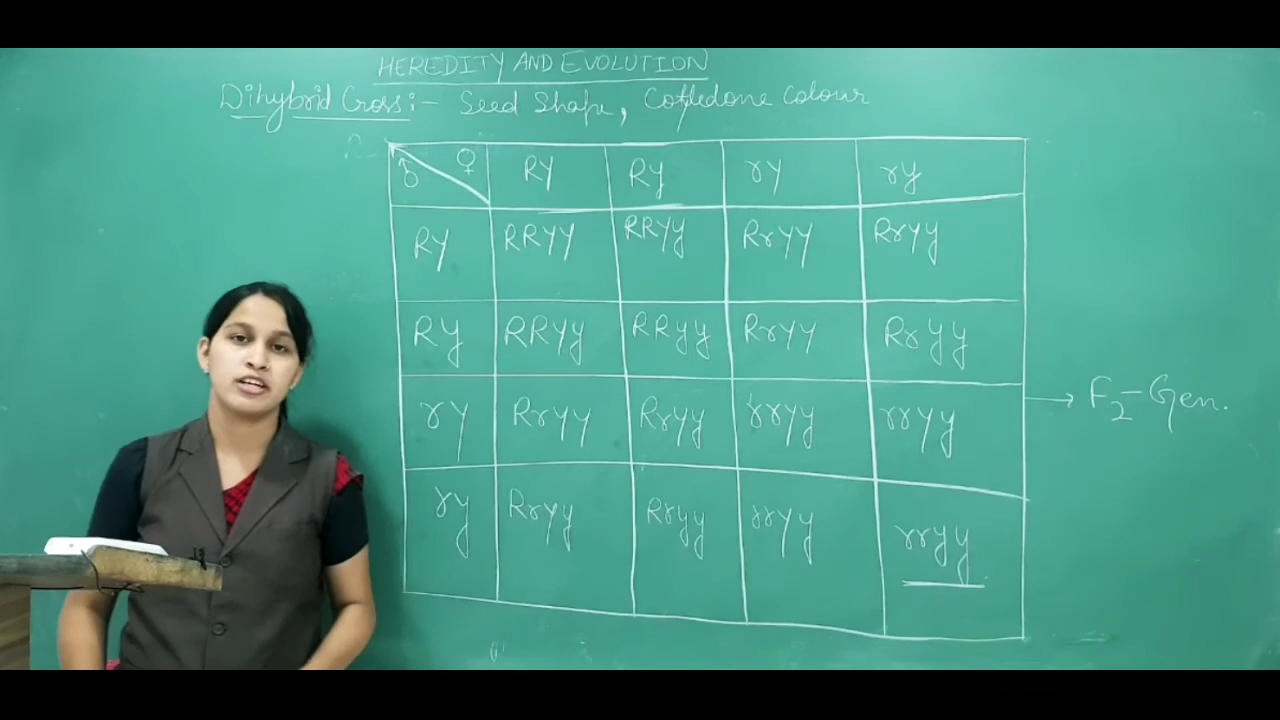 HEREDITY AND EVOLUTION
Dihybrid Cross:- Seed Shape, Cotyledone Colour
♂ ♀ RY Ry rY ry
RY RRYY RRYy RrYY RrYy
Ry RRYy RRyy RrYy RrYy
rY RrYy RrYy rrYy rrYy
ry RrYy Rryy rrYy rryy
→ F2-Gen.